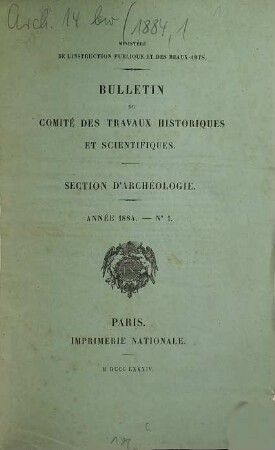 Arch. 14 bw (1884,1
MINISTÈRE
DE L'INSTRUCTION PUBLIQUE ET DES BEAUX-ARTS.
BULLETIN
DU
COMITÉ DES TRAVAUX HISTORIQUES
ET SCIENTIFIQUES.
SECTION D'ARCHÉOLOGIE.
ANNÉE 1884. — N° 1.
PARIS.
IMPRIMERIE NATIONALE.
M DCCC LXXXIV.